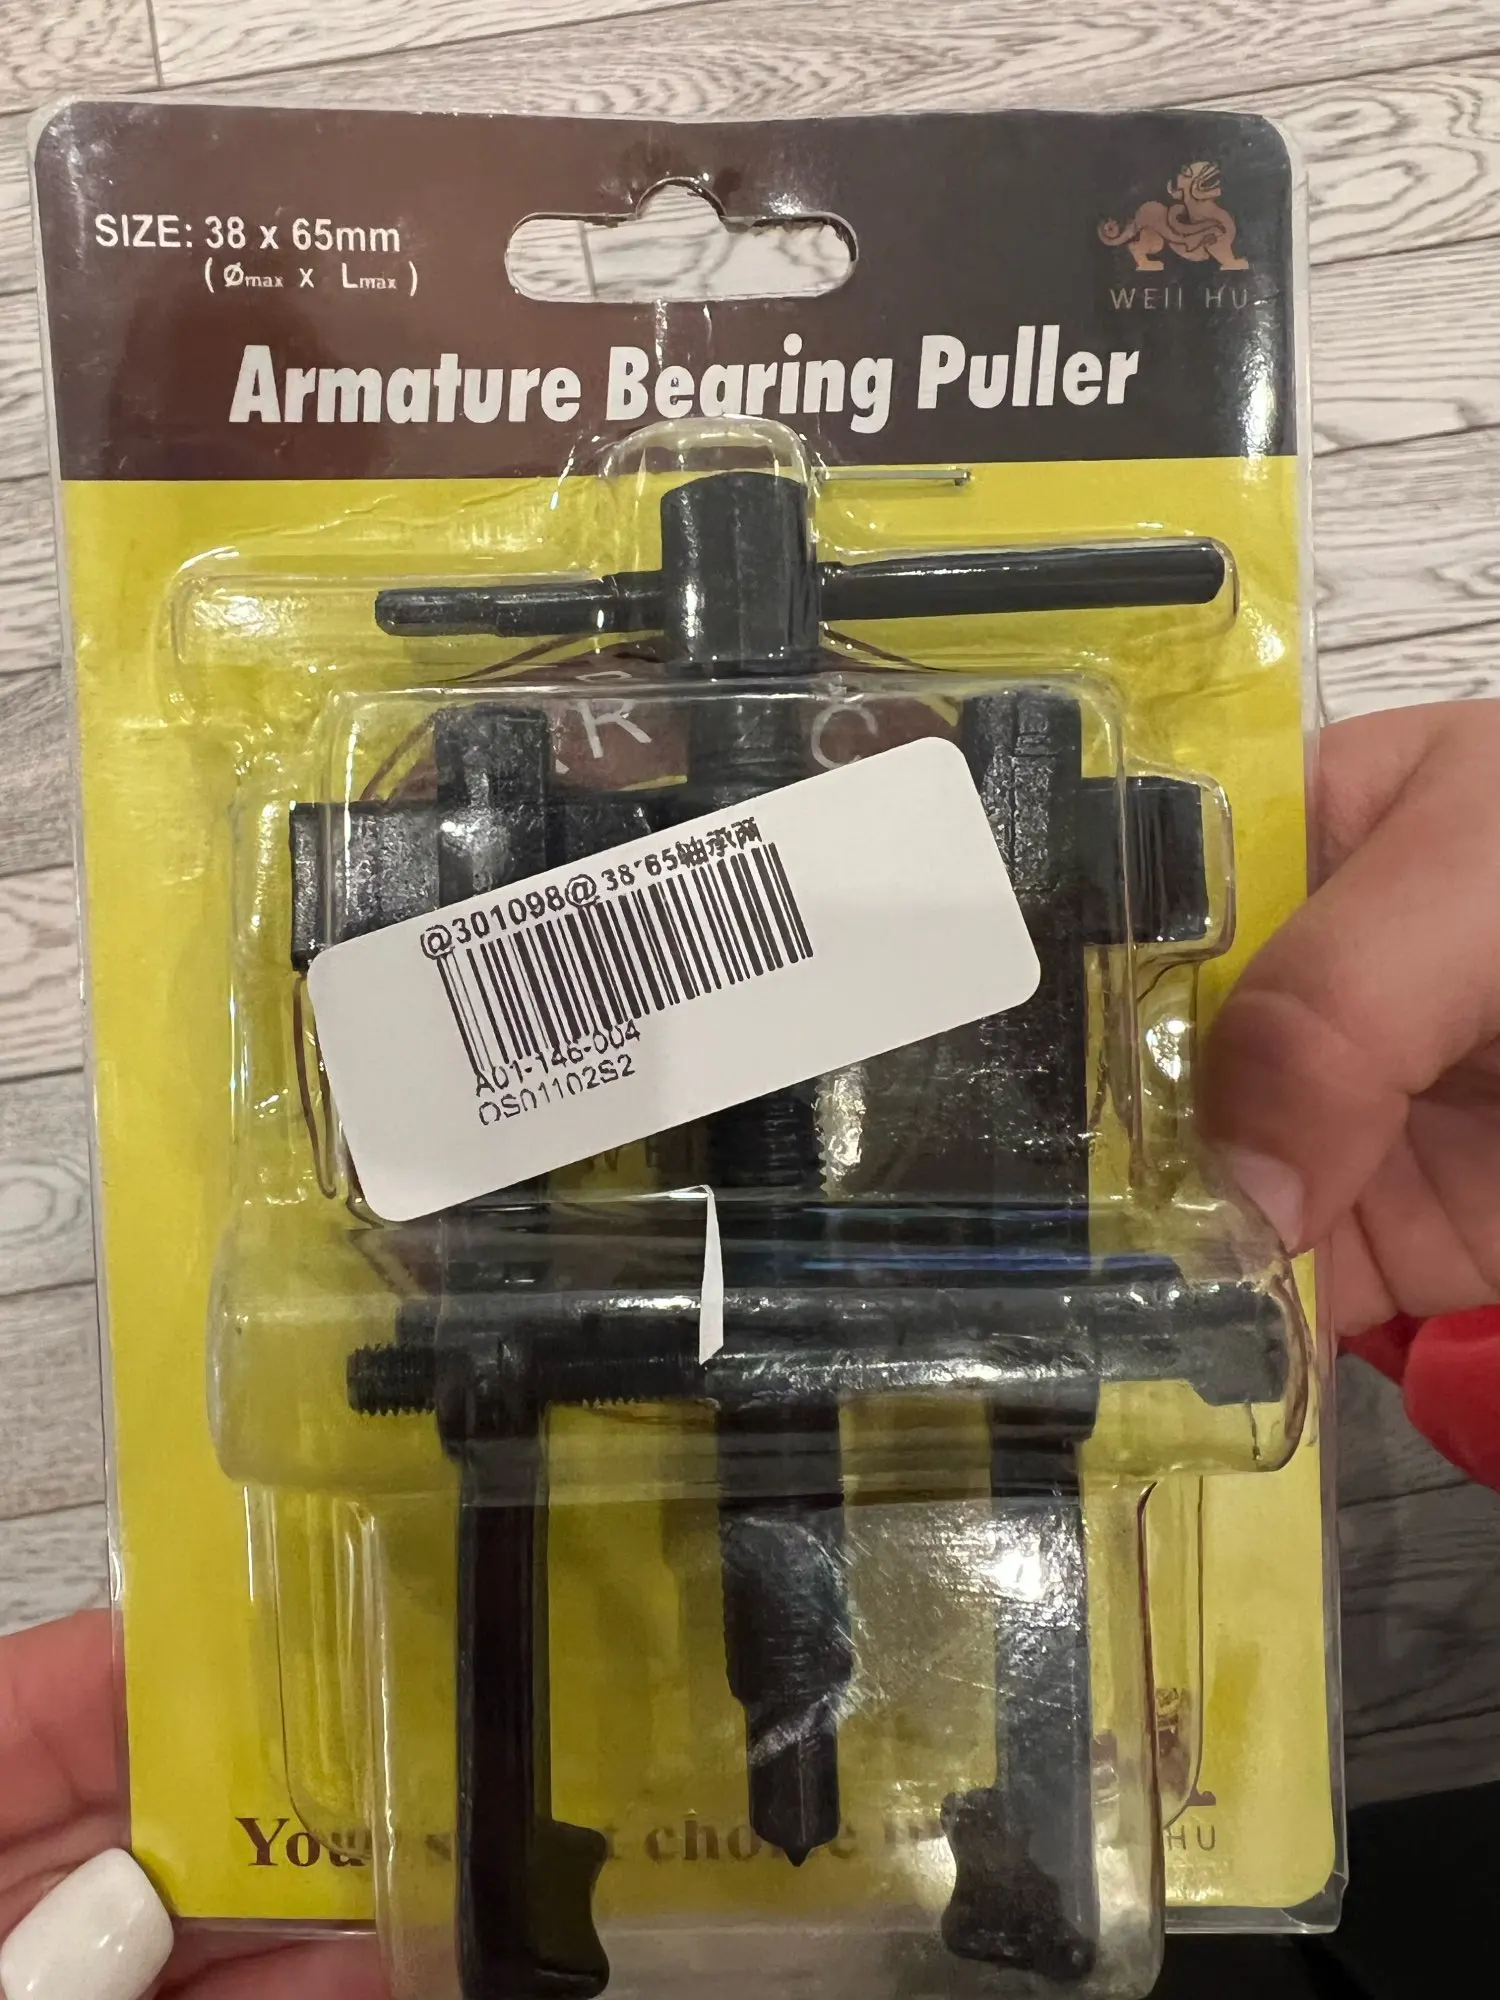 SIZE: 38 x 65mm
( Ømax x Lmax )
WEII HU
Armature Bearing Puller
@301098@38*65轴承两
A01-146-004
OS01102S2
HU